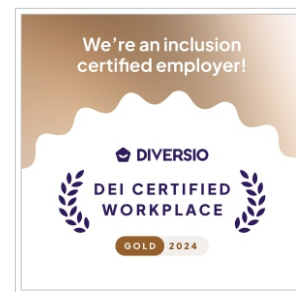 We're an inclusion
certified employer!
DIVERSIO
DEI CERTIFIED
WORKPLACE
GOLD 2024